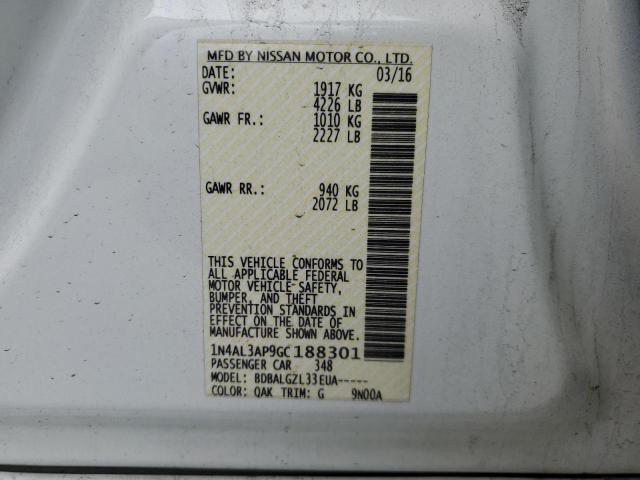 MFD BY NISSAN MOTOR CO., LTD.
DATE: 03/16
GVWR: 1917 KG
4226 LB
GAWR FR.: 1010 KG
2227 LB
GAWR RR.: 940 KG
2072 LB
THIS VEHICLE CONFORMS TO
ALL APPLICABLE FEDERAL
MOTOR VEHICLE SAFETY,
BUMPER, AND THEFT
PREVENTION STANDARDS IN
EFFECT ON THE DATE OF
MANUFACTURE SHOWN ABOVE.
1N4AL3AP9GC188301
PASSENGER CAR 348
MODEL: BDBALGZL33EUA-----
COLOR: QAK TRIM: G 9N00A